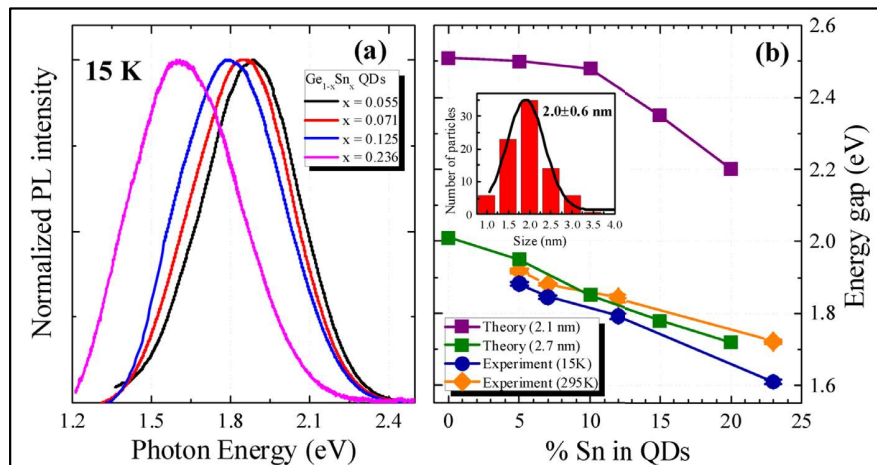 (a)
15 K
Ge1-xSnx QDs
x = 0.055
x = 0.071
x = 0.125
x = 0.236
Normalized PL intensity
1.2 1.5 1.8 2.1 2.4
Photon Energy (eV)
(b)
2.6
2.4
2.2
2.0
1.8
1.6
Energy gap (eV)
2.0±0.6 nm
Number of particles
30
20
10
0
1.0 1.5 2.0 2.5 3.0 3.5 4.0
Size (nm)
Theory (2.1 nm)
Theory (2.7 nm)
Experiment (15K)
Experiment (295K)
0 5 10 15 20 25
% Sn in QDs